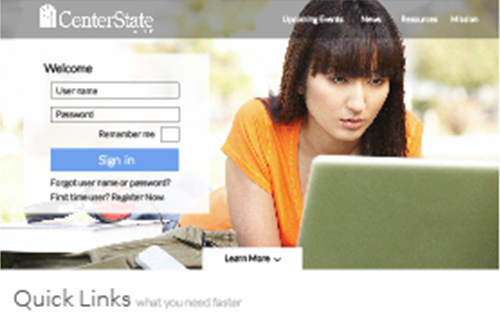 CenterState
Upcoming Events News Resources Mission
Welcome
User name
Password
Remember me
Sign in
Forgot user name or password?
First time user? Register Now.
Learn More
Quick Links what you need faster